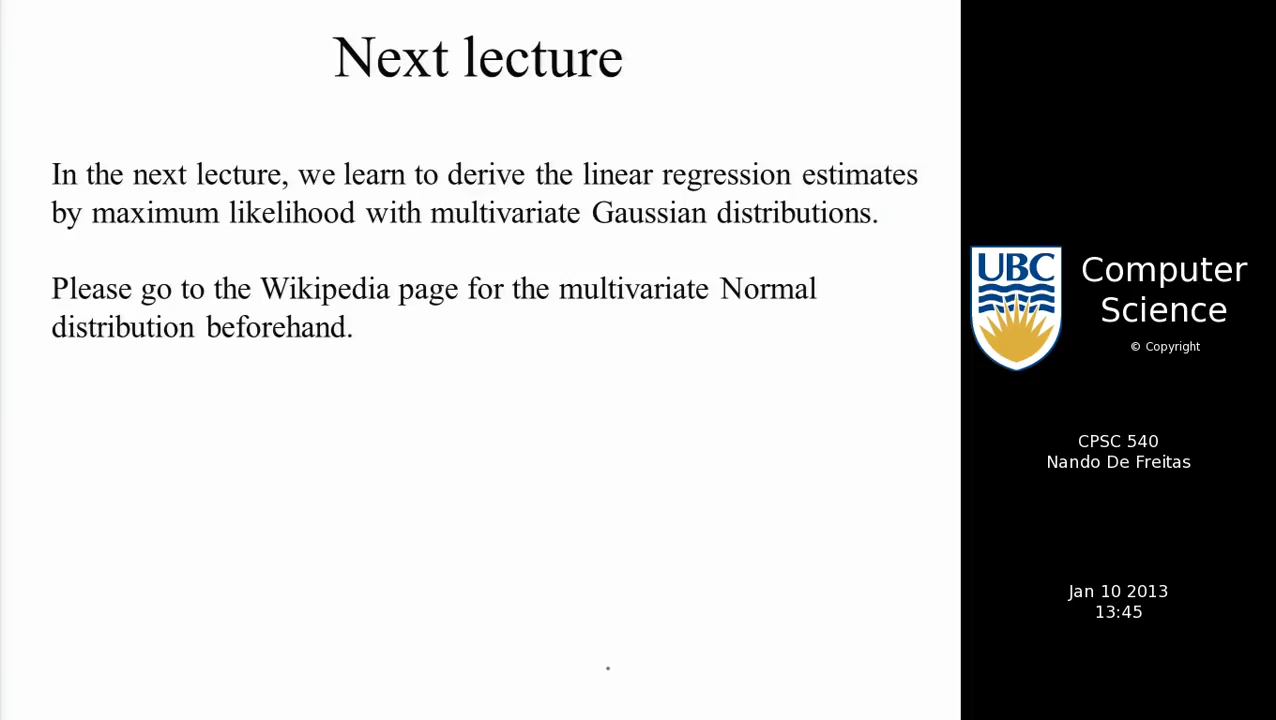 Next lecture
In the next lecture, we learn to derive the linear regression estimates
by maximum likelihood with multivariate Gaussian distributions.
Please go to the Wikipedia page for the multivariate Normal
distribution beforehand.
UBC
Computer
Science
© Copyright
CPSC 540
Nando De Freitas
Jan 10 2013
13:45